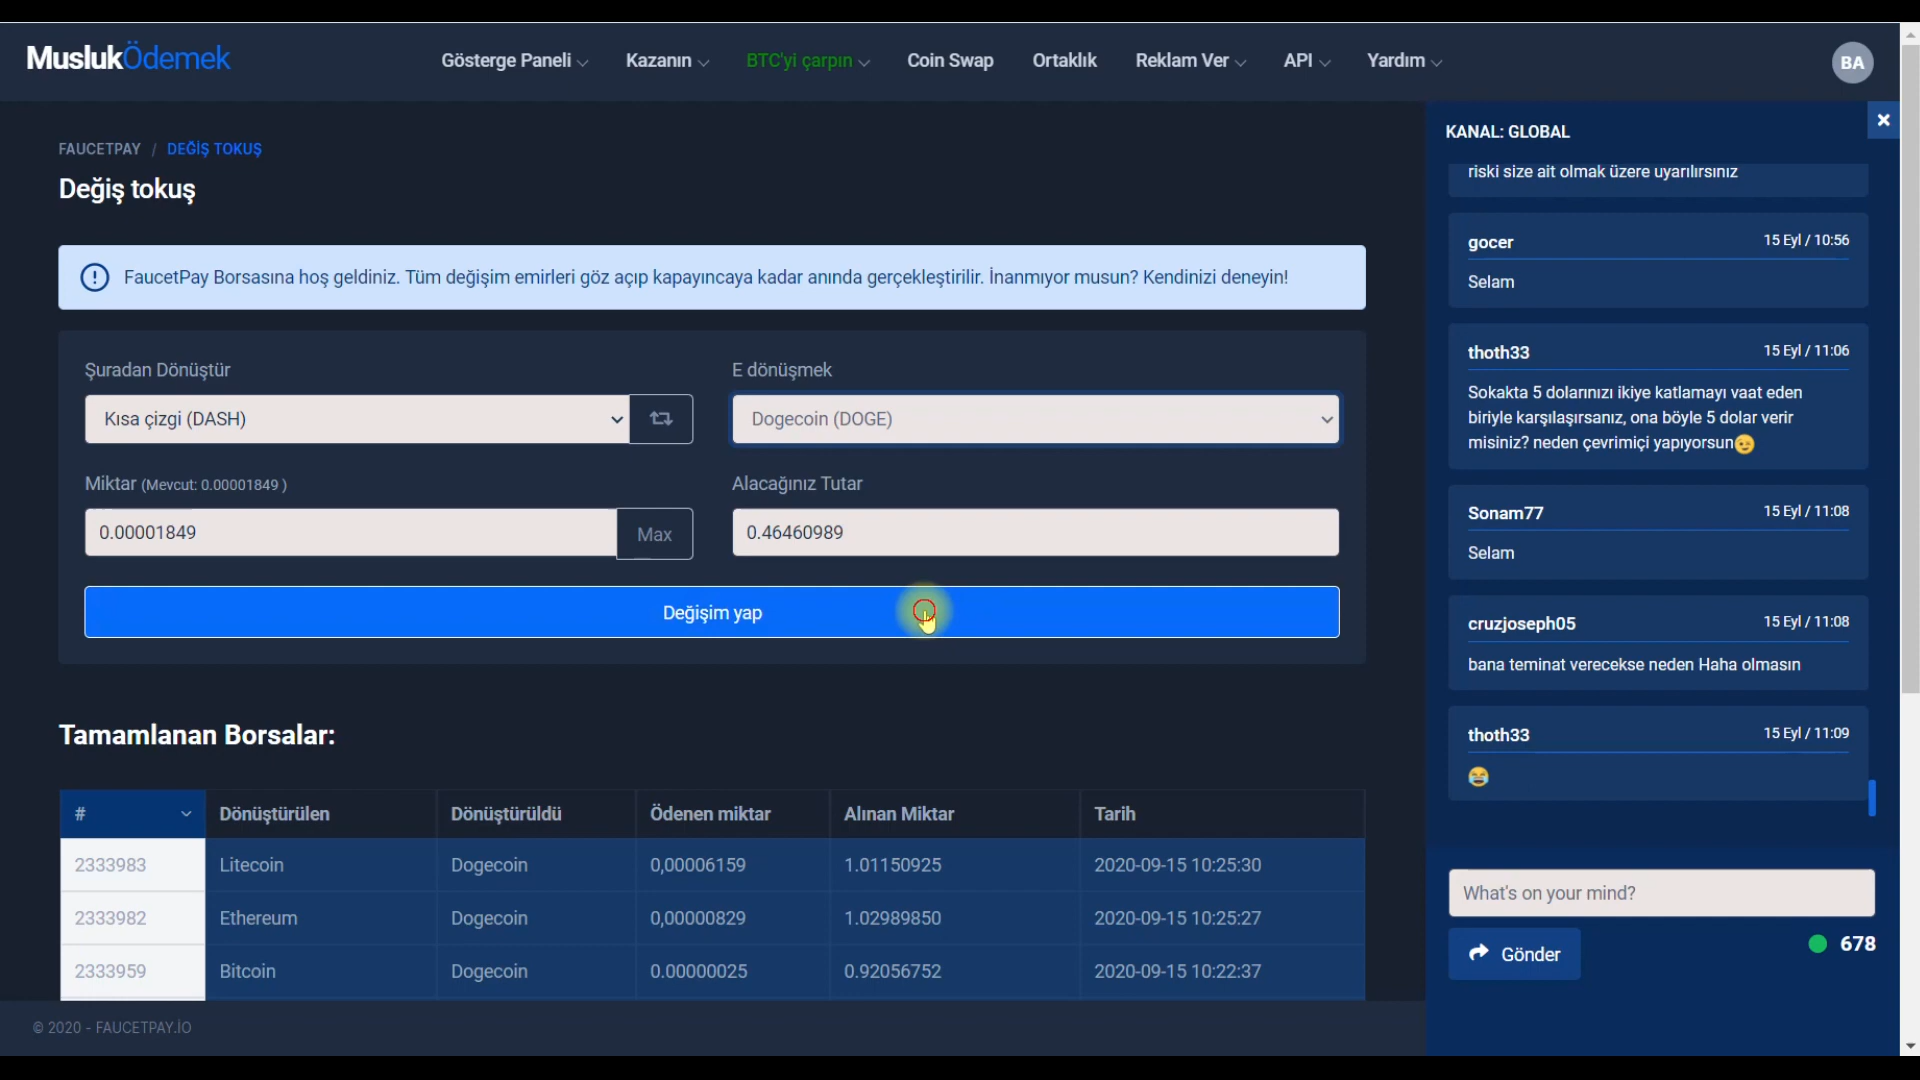 MuslukÖdemek
Gösterge Paneli
Kazanın
BTC'yi çarpın
Coin Swap
Ortaklık
Reklam Ver
API
Yardım
BA
FAUCETPAY / DEĞİŞ TOKUŞ
Değiş tokuş
FaucetPay Borsasına hoş geldiniz. Tüm değişim emirleri göz açıp kapayıncaya kadar anında gerçekleştirilir. İnanmıyor musun? Kendinizi deneyin!
Şuradan Dönüştür
E dönüşmek
Kısa çizgi (DASH)
Dogecoin (DOGE)
Miktar (Mevcut: 0.00001849 )
Alacağınız Tutar
0.00001849
Max
0.46460989
Değişim yap
Tamamlanan Borsalar:
# Dönüştürülen Dönüştürüldü Ödenen miktar Alınan Miktar Tarih
2333983 Litecoin Dogecoin 0,00006159 1.01150925 2020-09-15 10:25:30
2333982 Ethereum Dogecoin 0,00000829 1.02989850 2020-09-15 10:25:27
2333959 Bitcoin Dogecoin 0.00000025 0.92056752 2020-09-15 10:22:37
© 2020 - FAUCETPAY.İO
KANAL: GLOBAL
riski size ait olmak üzere uyarılırsınız
gocer 15 Eyl / 10:56
Selam
thoth33 15 Eyl / 11:06
Sokakta 5 dolarınızı ikiye katlamayı vaat eden
biriyle karşılaşırsanız, ona böyle 5 dolar verir
misiniz? neden çevrimiçi yapıyorsun😉
Sonam77 15 Eyl / 11:08
Selam
cruzjoseph05 15 Eyl / 11:08
bana teminat verecekse neden Haha olmasın
thoth33 15 Eyl / 11:09
😂
What's on your mind?
Gönder
678